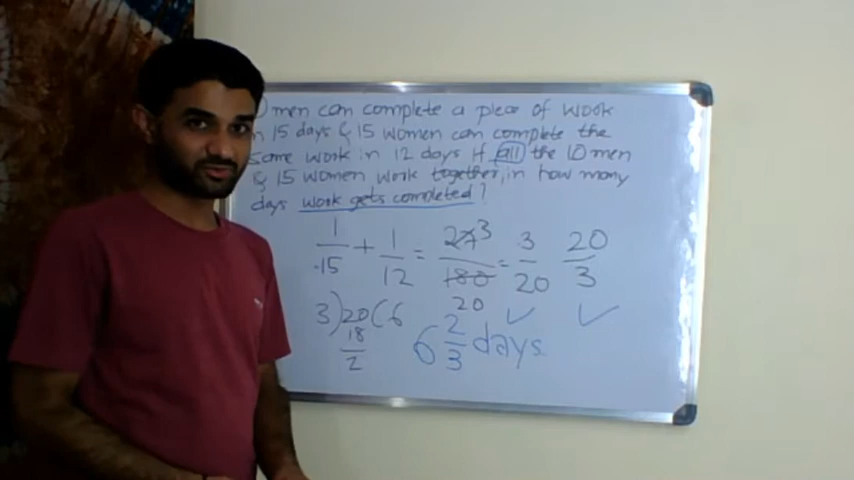 0 men can complete a piece of work
n 15 days & 15 women can complete the
same work in 12 days if all the 10 men
& 15 women work together, in how many
days work gets completed?
1/15 + 1/12 = 27 3/180 20 = 3/20 20/3
3)20(6
18
2
6 2/3 days